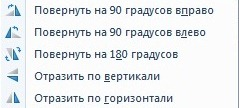 Повернуть на 90 градусов вправо
Повернуть на 90 градусов влево
Повернуть на 180 градусов
Отразить по вертикали
Отразить по горизонтали